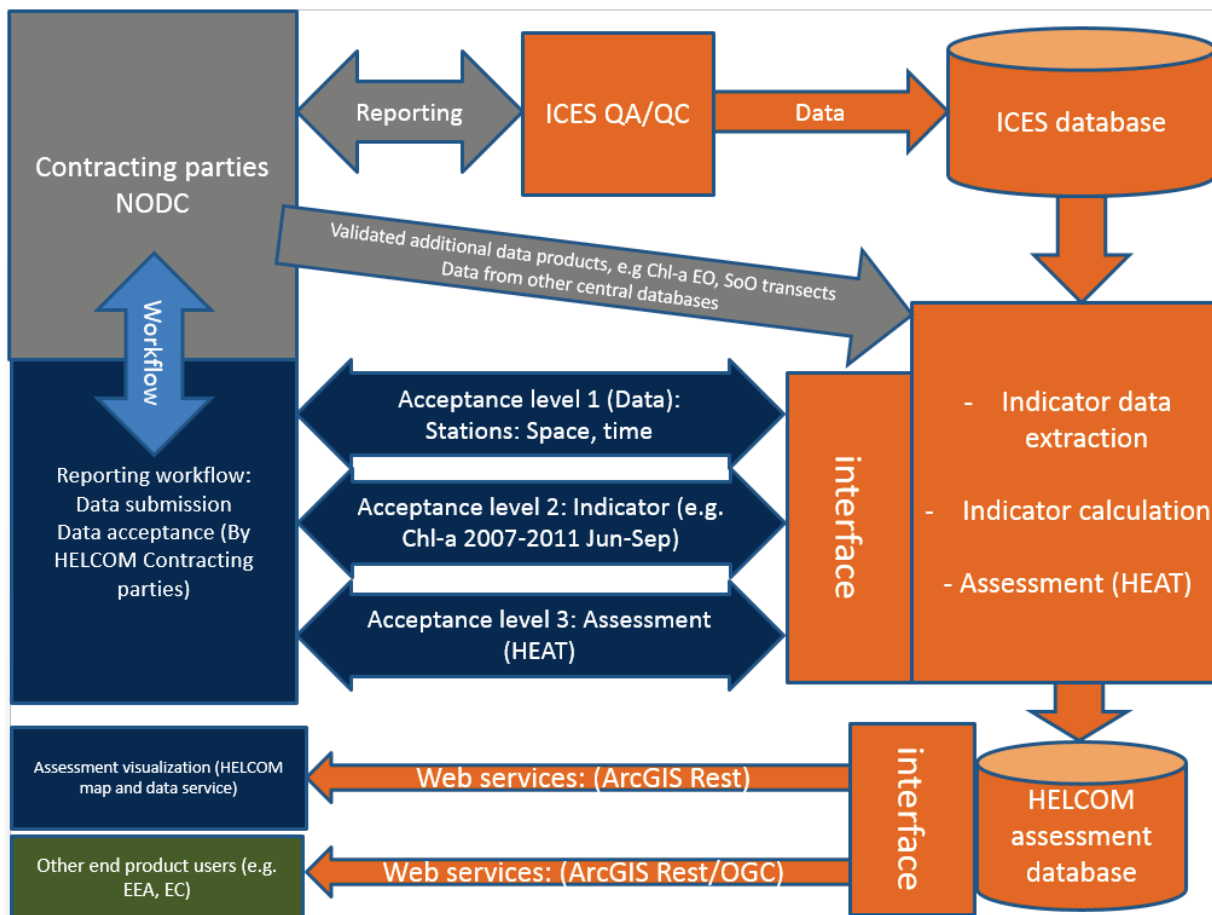 Contracting parties
NODC
Reporting
ICES QA/QC
Data
ICES database
Validated additional data products, e.g Chl-a EO, SoO transects
Data from other central databases
Workflow
Reporting workflow:
Data submission
Data acceptance (By
HELCOM Contracting
parties)
Acceptance level 1 (Data):
Stations: Space, time
Acceptance level 2: Indicator (e.g.
Chl-a 2007-2011 Jun-Sep)
Acceptance level 3: Assessment
(HEAT)
interface
- Indicator data
extraction
- Indicator calculation
- Assessment (HEAT)
Assessment visualization (HELCOM
map and data service)
Web services: (ArcGIS Rest)
Other end product users (e.g.
EEA, EC)
Web services: (ArcGIS Rest/OGC)
interface
HELCOM
assessment
database